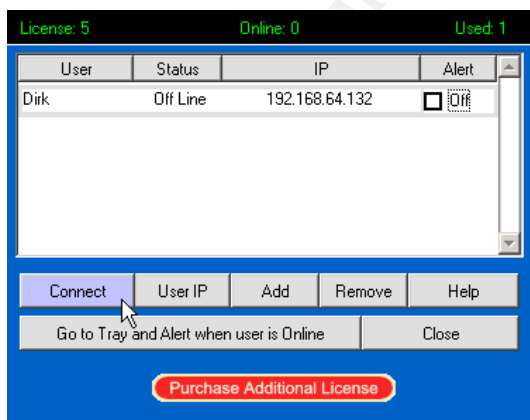 License: 5 Online: 0 Used: 1
User Status IP Alert
Dirk Off Line 192.168.64.132 Off
Connect User IP Add Remove Help
Go to Tray and Alert when user is Online Close
Purchase Additional License